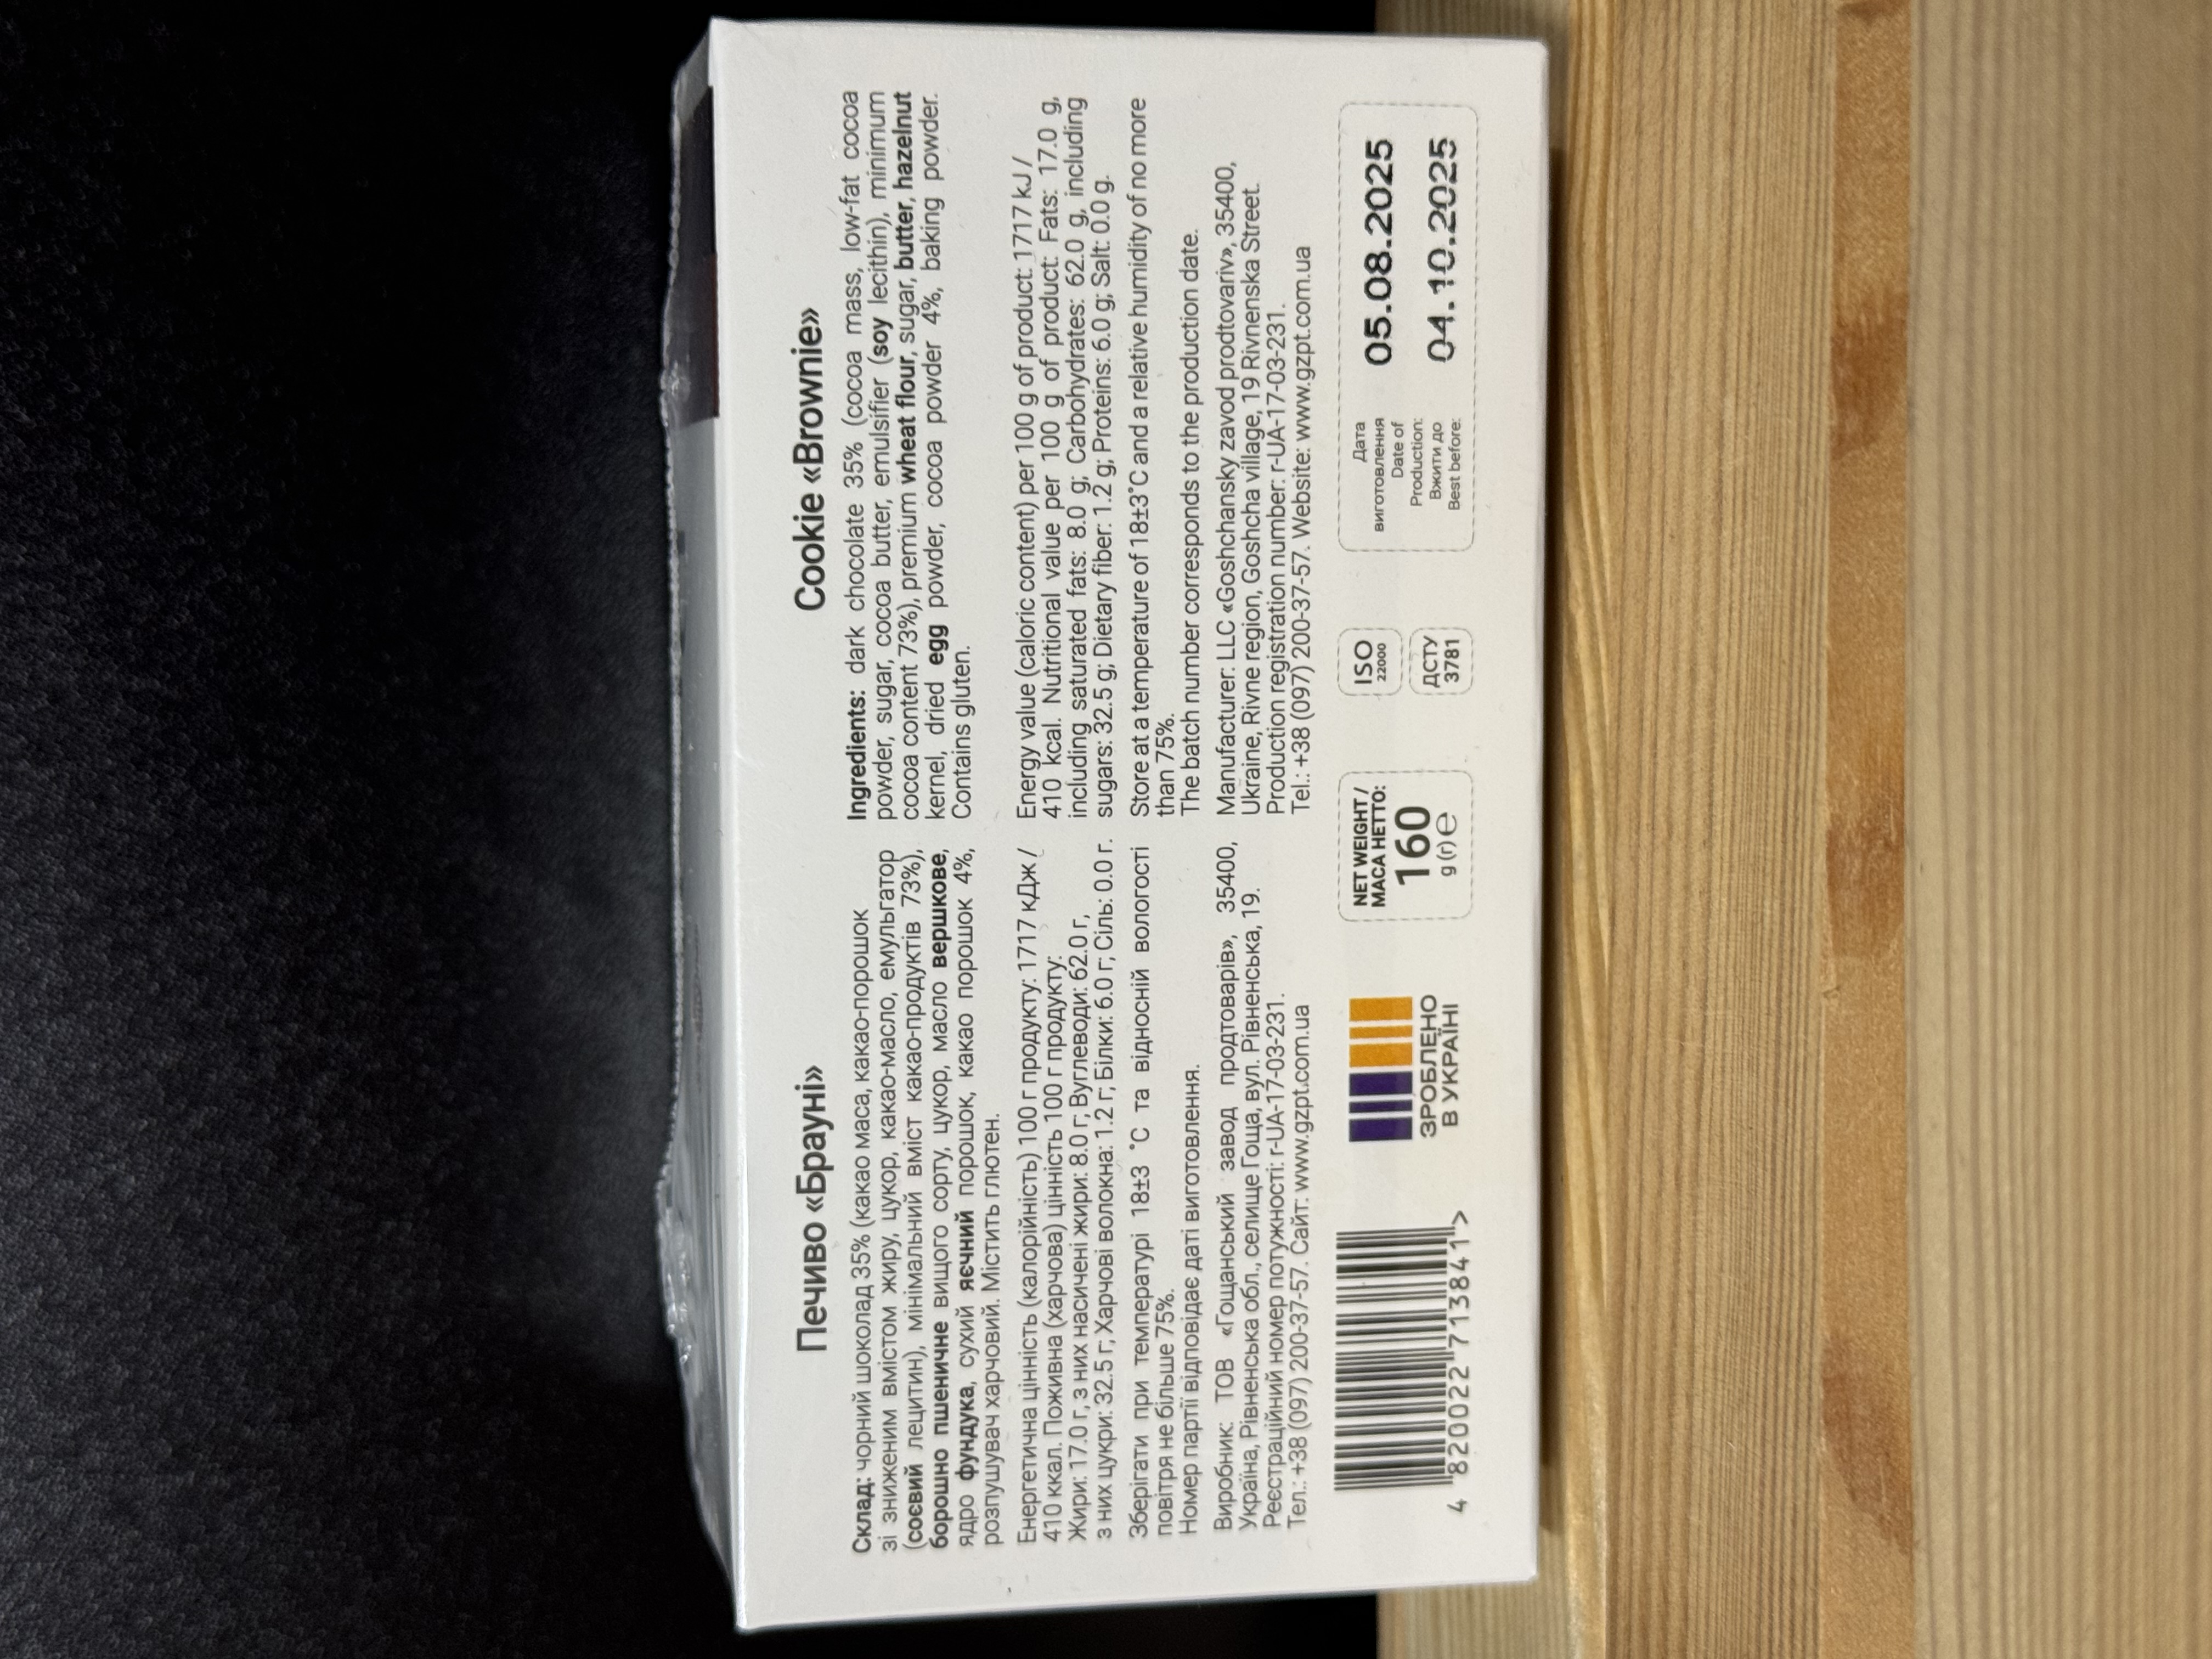 Печиво «Брауні»
Склад: чорний шоколад 35% (какао маса, какао-порошок
зі зниженим вмістом жиру, цукор, какао-масло, емульгатор
(соєвий лецитин), мінімальний вміст какао-продуктів 73%),
борошно пшеничне вищого сорту, цукор, масло вершкове,
ядро фундука, сухий яєчний порошок, какао порошок 4%,
розпушувач харчовий. Містить глютен.
Енергетична цінність (калорійність) 100 г продукту: 1717 кДж /
410 ккал. Поживна (харчова) цінність 100 г продукту:
Жири: 17.0 г, з них насичені жири: 8.0 г; Вуглеводи: 62.0 г,
з них цукри: 32.5 г; Харчові волокна: 1.2 г; Білки: 6.0 г; Сіль: 0.0 г.
Зберігати при температурі 18±3 ˚С та відносній вологості
повітря не більше 75%.
Номер партії відповідає даті виготовлення.
Виробник: ТОВ «Гощанський завод продтоварів», 35400,
Україна, Рівненська обл., селище Гоща, вул. Рівненська, 19.
Реєстраційний номер потужності: r-UA-17-03-231.
Тел.: +38 (097) 200-37-57. Сайт: www.gzpt.com.ua
Cookie «Brownie»
Ingredients: dark chocolate 35% (cocoa mass, low-fat cocoa
powder, sugar, cocoa butter, emulsifier (soy lecithin), minimum
cocoa content 73%), premium wheat flour, sugar, butter, hazelnut
kernel, dried egg powder, cocoa powder 4%, baking powder.
Contains gluten.
Energy value (caloric content) per 100 g of product: 1717 kJ /
410 kcal. Nutritional value per 100 g of product: Fats: 17.0 g,
including saturated fats: 8.0 g; Carbohydrates: 62.0 g, including
sugars: 32.5 g; Dietary fiber: 1.2 g; Proteins: 6.0 g; Salt: 0.0 g.
Store at a temperature of 18±3˚C and a relative humidity of no more
than 75%.
The batch number corresponds to the production date.
Manufacturer: LLC «Goshchansky zavod prodtovariv», 35400,
Ukraine, Rivne region, Goshcha village, 19 Rivnenska Street.
Production registration number: r-UA-17-03-231.
Tel.: +38 (097) 200-37-57. Website: www.gzpt.com.ua
4 820022 713841 >
ЗРОБЛЕНО
В УКРАЇНІ
NET WEIGHT /
МАСА НЕТТО:
160
g (г) ℮
ISO
22000
ДСТУ
3781
Дата
виготовлення
Date of
Production:
05.08.2025
Вжити до
Best before:
04.10.2025